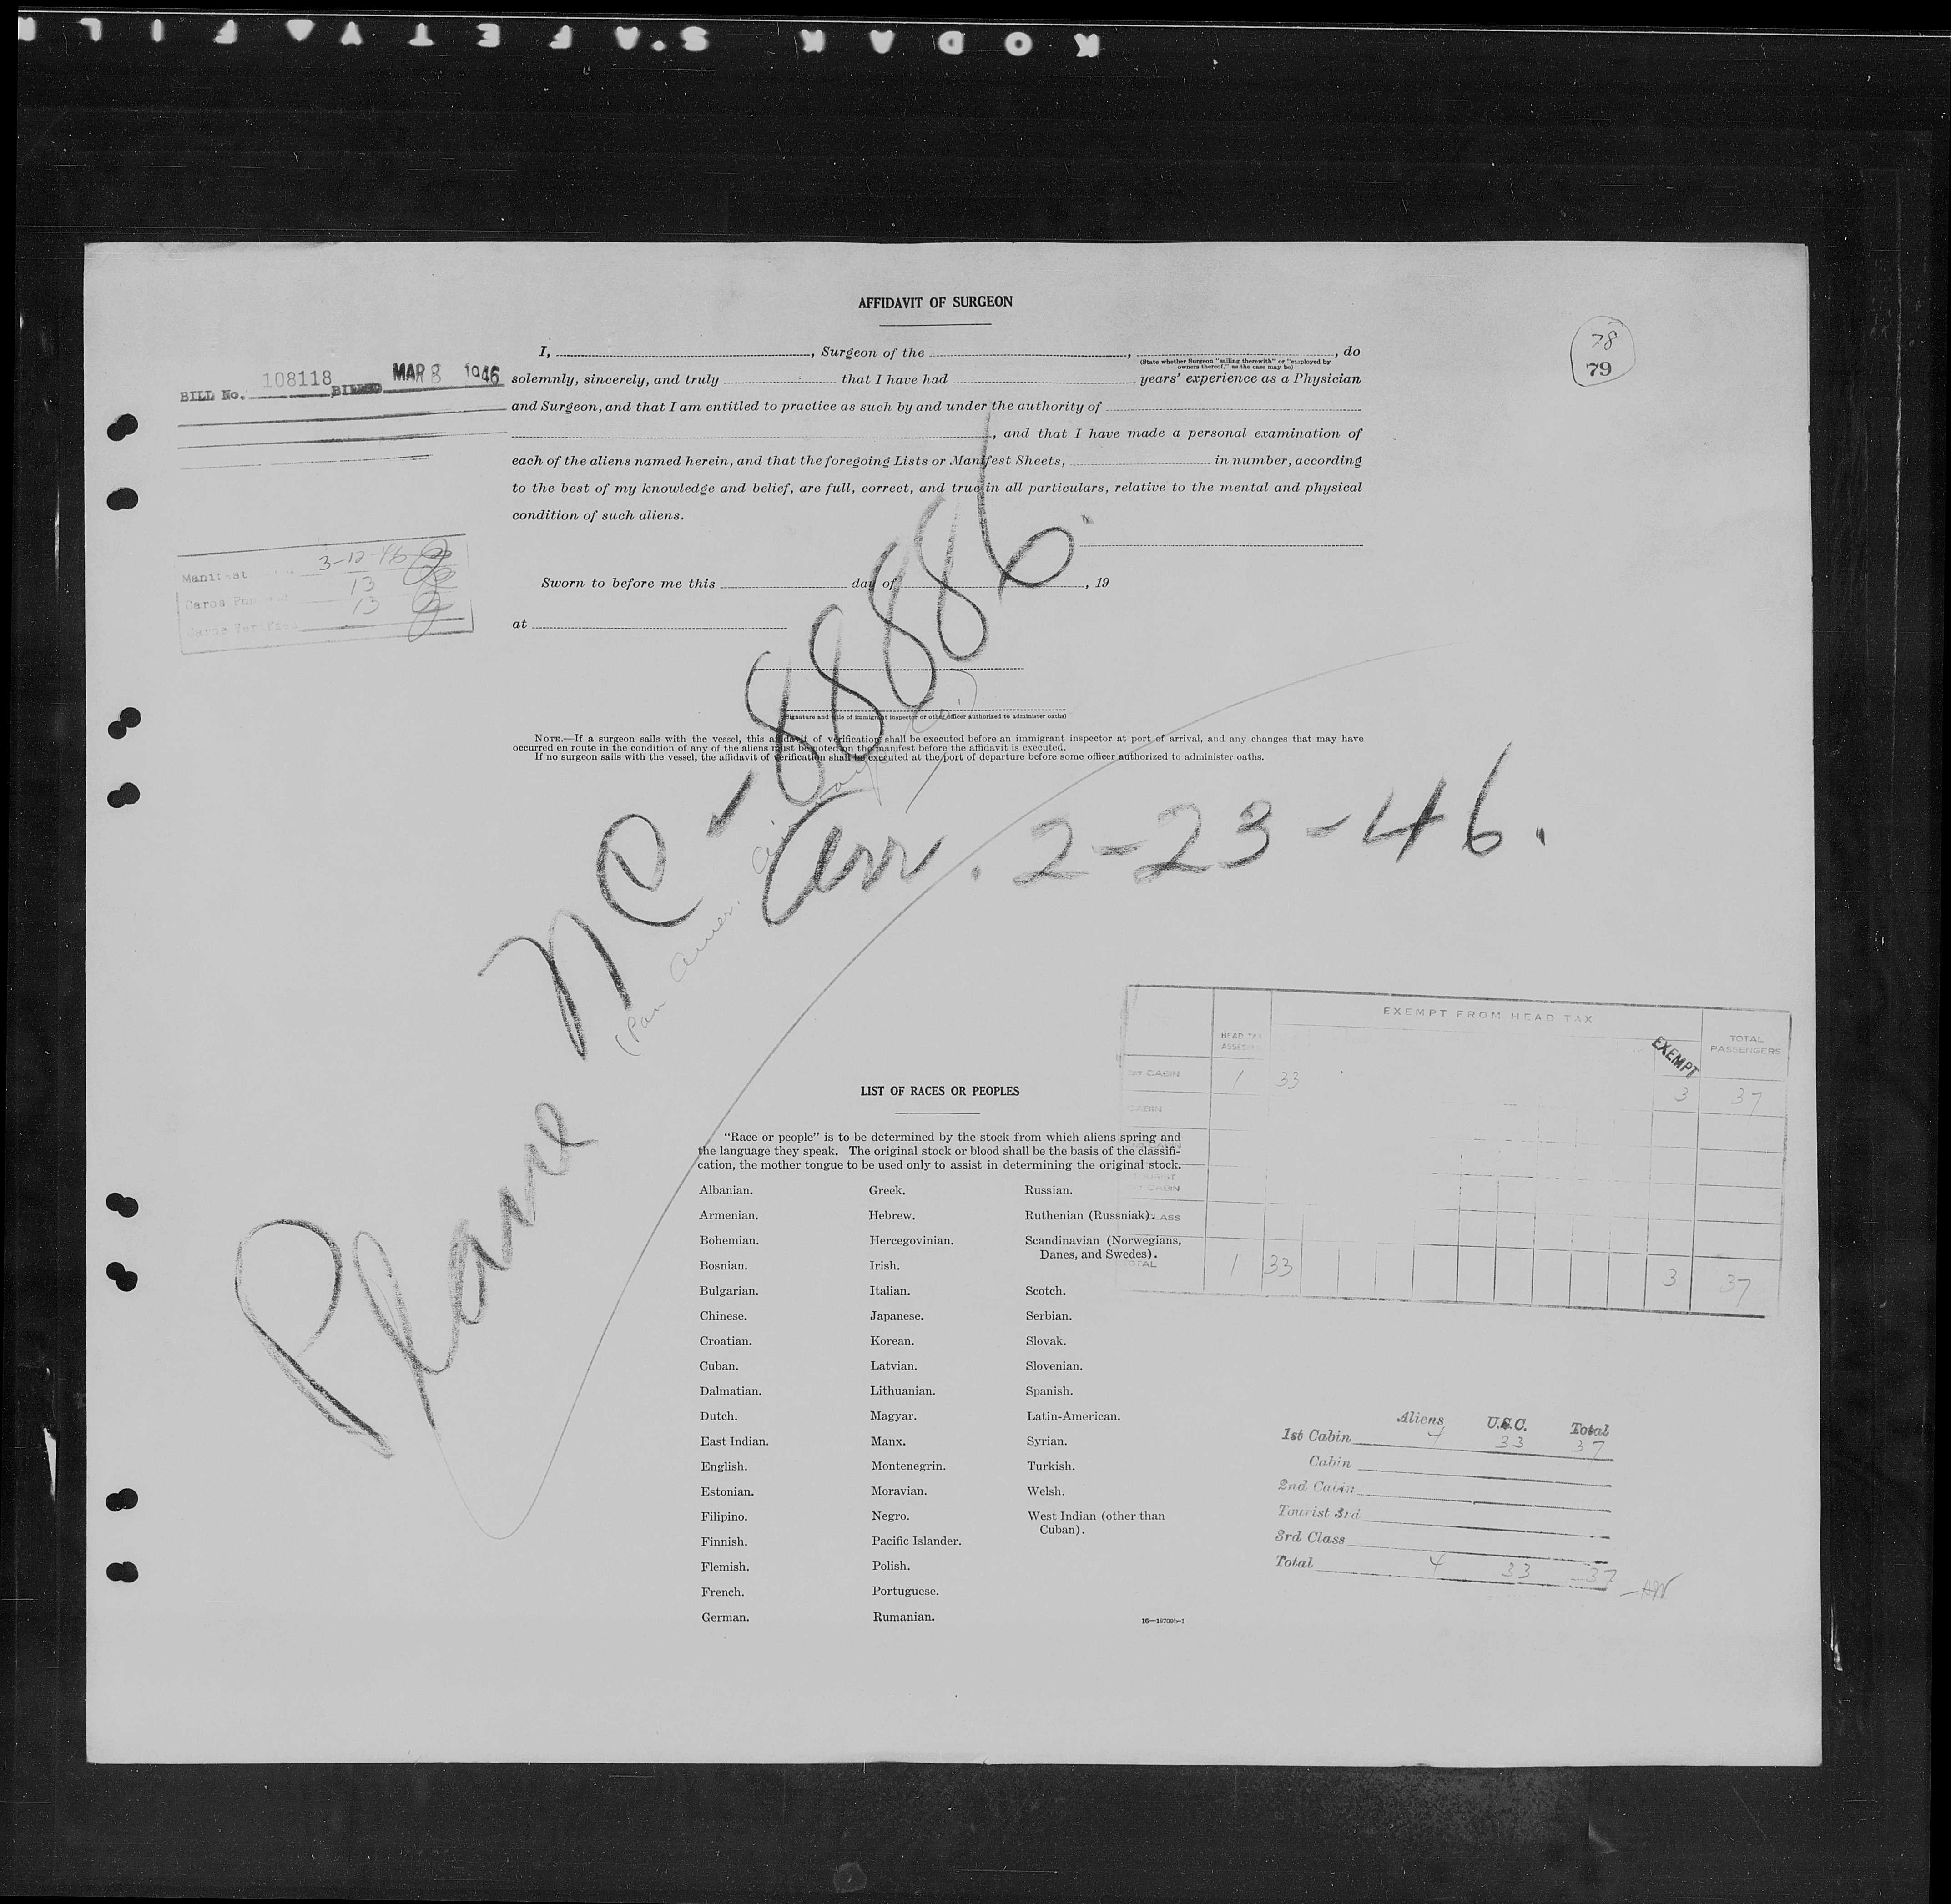 KODAK SAFETY FIL
AFFIDAVIT OF SURGEON
78
79
BILL No. 108118 BILLED MAR 8 1946
I, , Surgeon of the , , do
(State whether Surgeon "sailing therewith" or "employed by
owners thereof," as the case may be)
solemnly, sincerely, and truly that I have had years' experience as a Physician
and Surgeon, and that I am entitled to practice as such by and under the authority of
, and that I have made a personal examination of
each of the aliens named herein, and that the foregoing Lists or Manifest Sheets, in number, according
to the best of my knowledge and belief, are full, correct, and true in all particulars, relative to the mental and physical
condition of such aliens.
Manifest 3-12-46
Cards Punched 13
Cards Verified 13
Sworn to before me this day of , 19
at
(Signature and title of immigrant inspector or other officer authorized to administer oaths)
NOTE.—If a surgeon sails with the vessel, this affidavit of verification shall be executed before an immigrant inspector at port of arrival, and any changes that may have
occurred en route in the condition of any of the aliens must be noted on the manifest before the affidavit is executed.
If no surgeon sails with the vessel, the affidavit of verification shall be executed at the port of departure before some officer authorized to administer oaths.
Plane NC-88886.
(Pan Amer. Co.)
Arr. 2-23-46.
EXEMPT FROM HEAD TAX
HEAD TAX
EXEMPT
TOTAL
PASSENGERS
1st CABIN 1 33 3 37
CABIN
TOURIST
CABIN
CLASS
TOTAL 1 33 3 37
LIST OF RACES OR PEOPLES
"Race or people" is to be determined by the stock from which aliens spring and
the language they speak. The original stock or blood shall be the basis of the classifi-
cation, the mother tongue to be used only to assist in determining the original stock.
Albanian.
Armenian.
Bohemian.
Bosnian.
Bulgarian.
Chinese.
Croatian.
Cuban.
Dalmatian.
Dutch.
East Indian.
English.
Estonian.
Filipino.
Finnish.
Flemish.
French.
German.
Greek.
Hebrew.
Hercegovinian.
Irish.
Italian.
Japanese.
Korean.
Latvian.
Lithuanian.
Magyar.
Manx.
Montenegrin.
Moravian.
Negro.
Pacific Islander.
Polish.
Portuguese.
Rumanian.
Russian.
Ruthenian (Russniak).
Scandinavian (Norwegians,
Danes, and Swedes).
Scotch.
Serbian.
Slovak.
Slovenian.
Spanish.
Latin-American.
Syrian.
Turkish.
Welsh.
West Indian (other than
Cuban).
Aliens U.S.C. Total
1st Cabin 4 33 37
Cabin
2nd Cabin
Tourist 3rd
3rd Class
Total 4 33 37